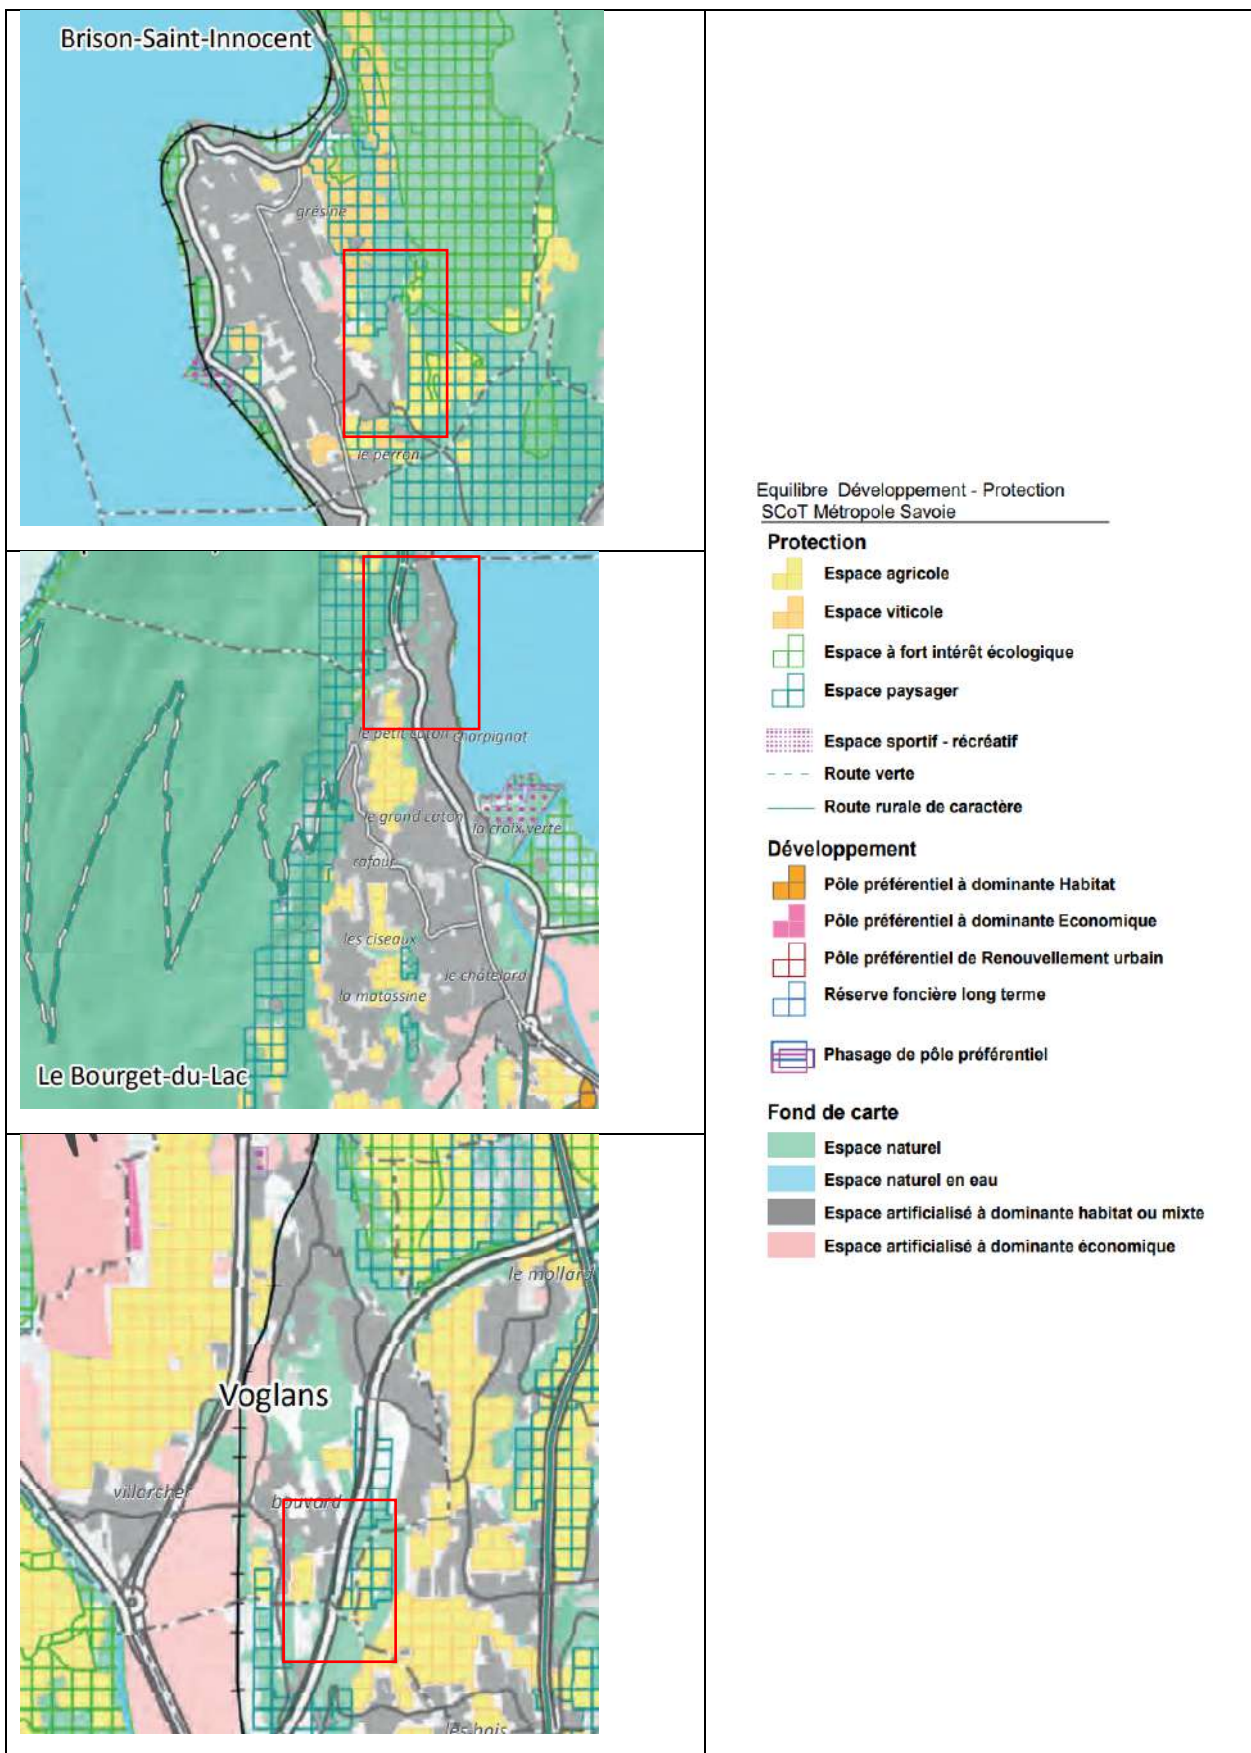 Brison-Saint-Innocent
grésine
le perron
le petit caton
charpignat
le grand caton
la croix verte
rafour
les ciseaux
le châtelard
la matassine
Le Bourget-du-Lac
le mollard
Voglans
villarcher
bouvard
les bois
Equilibre Développement - Protection
SCoT Métropole Savoie
Protection
Espace agricole
Espace viticole
Espace à fort intérêt écologique
Espace paysager
Espace sportif - récréatif
Route verte
Route rurale de caractère
Développement
Pôle préférentiel à dominante Habitat
Pôle préférentiel à dominante Economique
Pôle préférentiel de Renouvellement urbain
Réserve foncière long terme
Phasage de pôle préférentiel
Fond de carte
Espace naturel
Espace naturel en eau
Espace artificialisé à dominante habitat ou mixte
Espace artificialisé à dominante économique